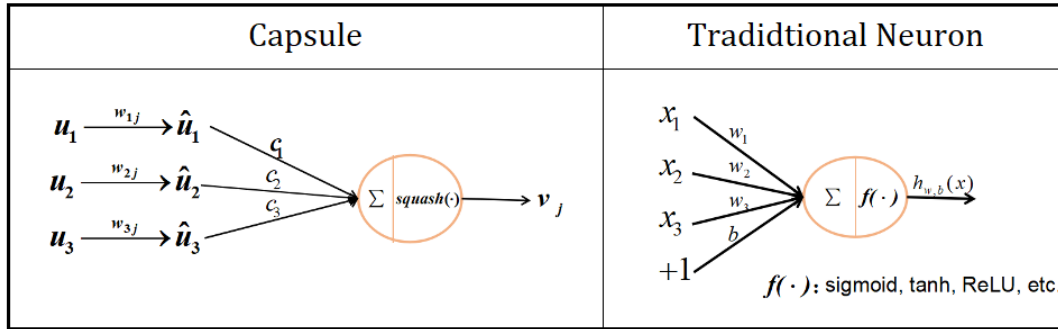 Capsule
Tradidtional Neuron
u₁ w₁ⱼ û₁ c₁
u₂ w₂ⱼ û₂ c₂
u₃ w₃ⱼ û₃ c₃
Σ squash(·) vⱼ
x₁ w₁
x₂ w₂
x₃ w₃
+1 b
Σ f(·) h_{w,b}(x)
f(·): sigmoid, tanh, ReLU, etc.